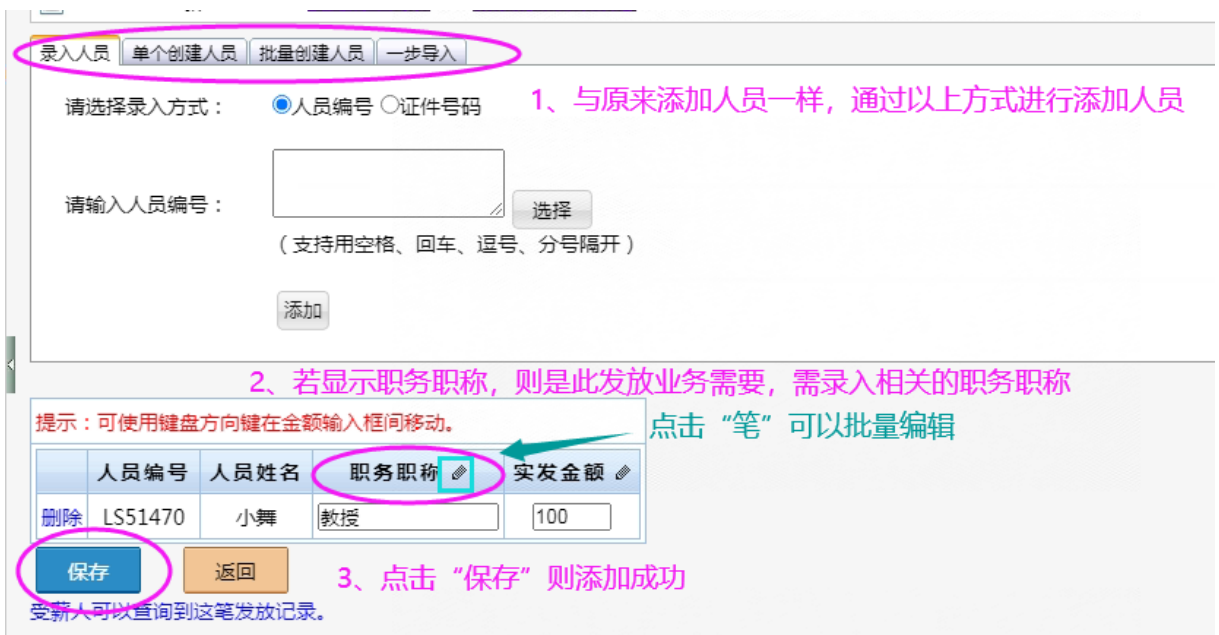 录入人员 单个创建人员 批量创建人员 一步导入
请选择录入方式： 人员编号 证件号码
1、与原来添加人员一样，通过以上方式进行添加人员
请输入人员编号： 选择
（支持用空格、回车、逗号、分号隔开）
添加
2、若显示职务职称，则是此发放业务需要，需录入相关的职务职称
提示：可使用键盘方向键在金额输入框间移动。
点击“笔”可以批量编辑
人员编号 人员姓名 职务职称 实发金额
删除 LS51470 小舞 教授 100
保存 返回
3、点击“保存”则添加成功
受薪人可以查询到这笔发放记录。